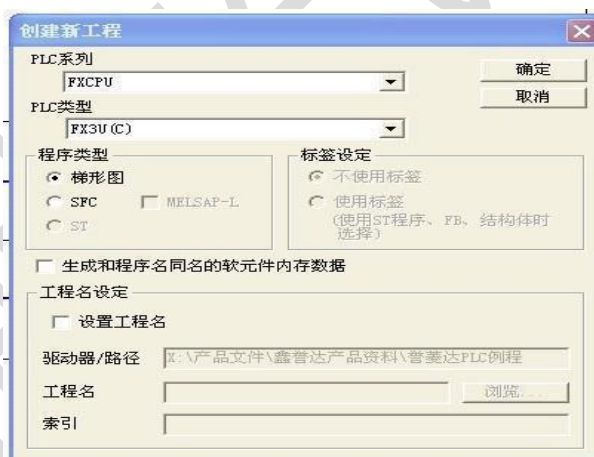 创建新工程
PLC系列
FXCPU
确定
取消
PLC类型
FX3U(C)
程序类型
梯形图
SFC
MELSAP-L
ST
标签设定
不使用标签
使用标签
(使用ST程序、FB、结构体时
选择)
生成和程序名同名的软元件内存数据
工程名设定
设置工程名
驱动器/路径
X:\产品文件\鑫誉达产品资料\誉菱达PLC例程
工程名
浏览...
索引